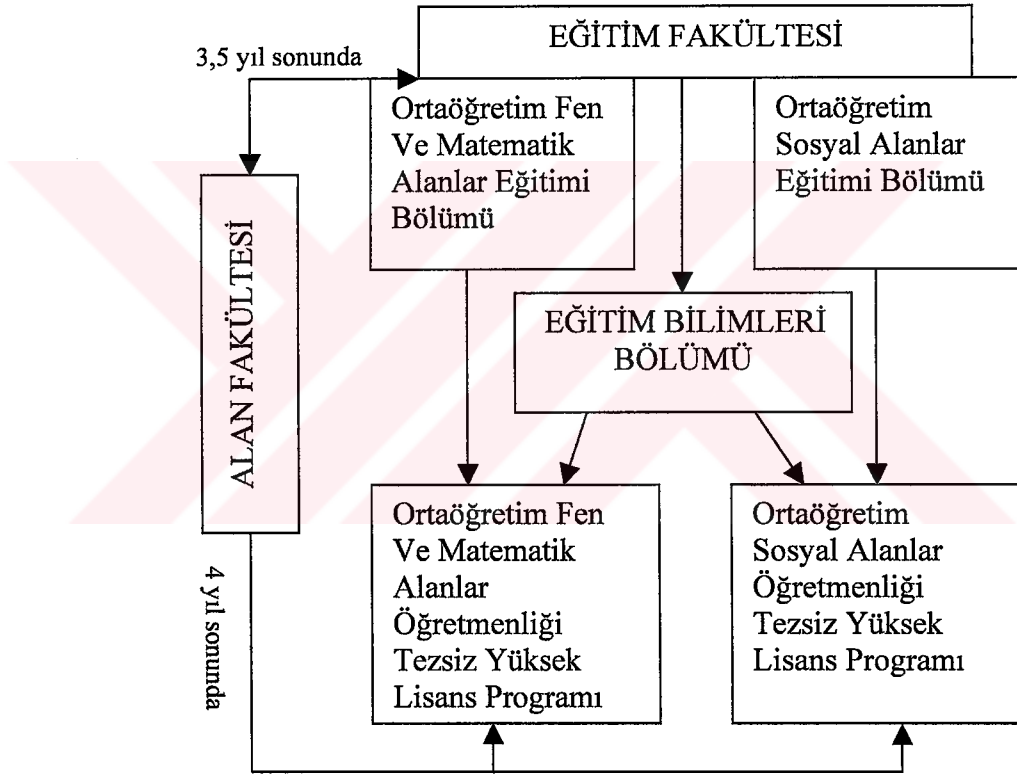 EĞİTİM FAKÜLTESİ
3,5 yıl sonunda
Ortaöğretim Fen
Ve Matematik
Alanlar Eğitimi
Bölümü
Ortaöğretim
Sosyal Alanlar
Eğitimi Bölümü
ALAN FAKÜLTESİ
EĞİTİM BİLİMLERİ
BÖLÜMÜ
Ortaöğretim Fen
Ve Matematik
Alanlar
Öğretmenliği
Tezsiz Yüksek
Lisans Programı
Ortaöğretim
Sosyal Alanlar
Öğretmenliği
Tezsiz Yüksek
Lisans Programı
4 yıl sonunda